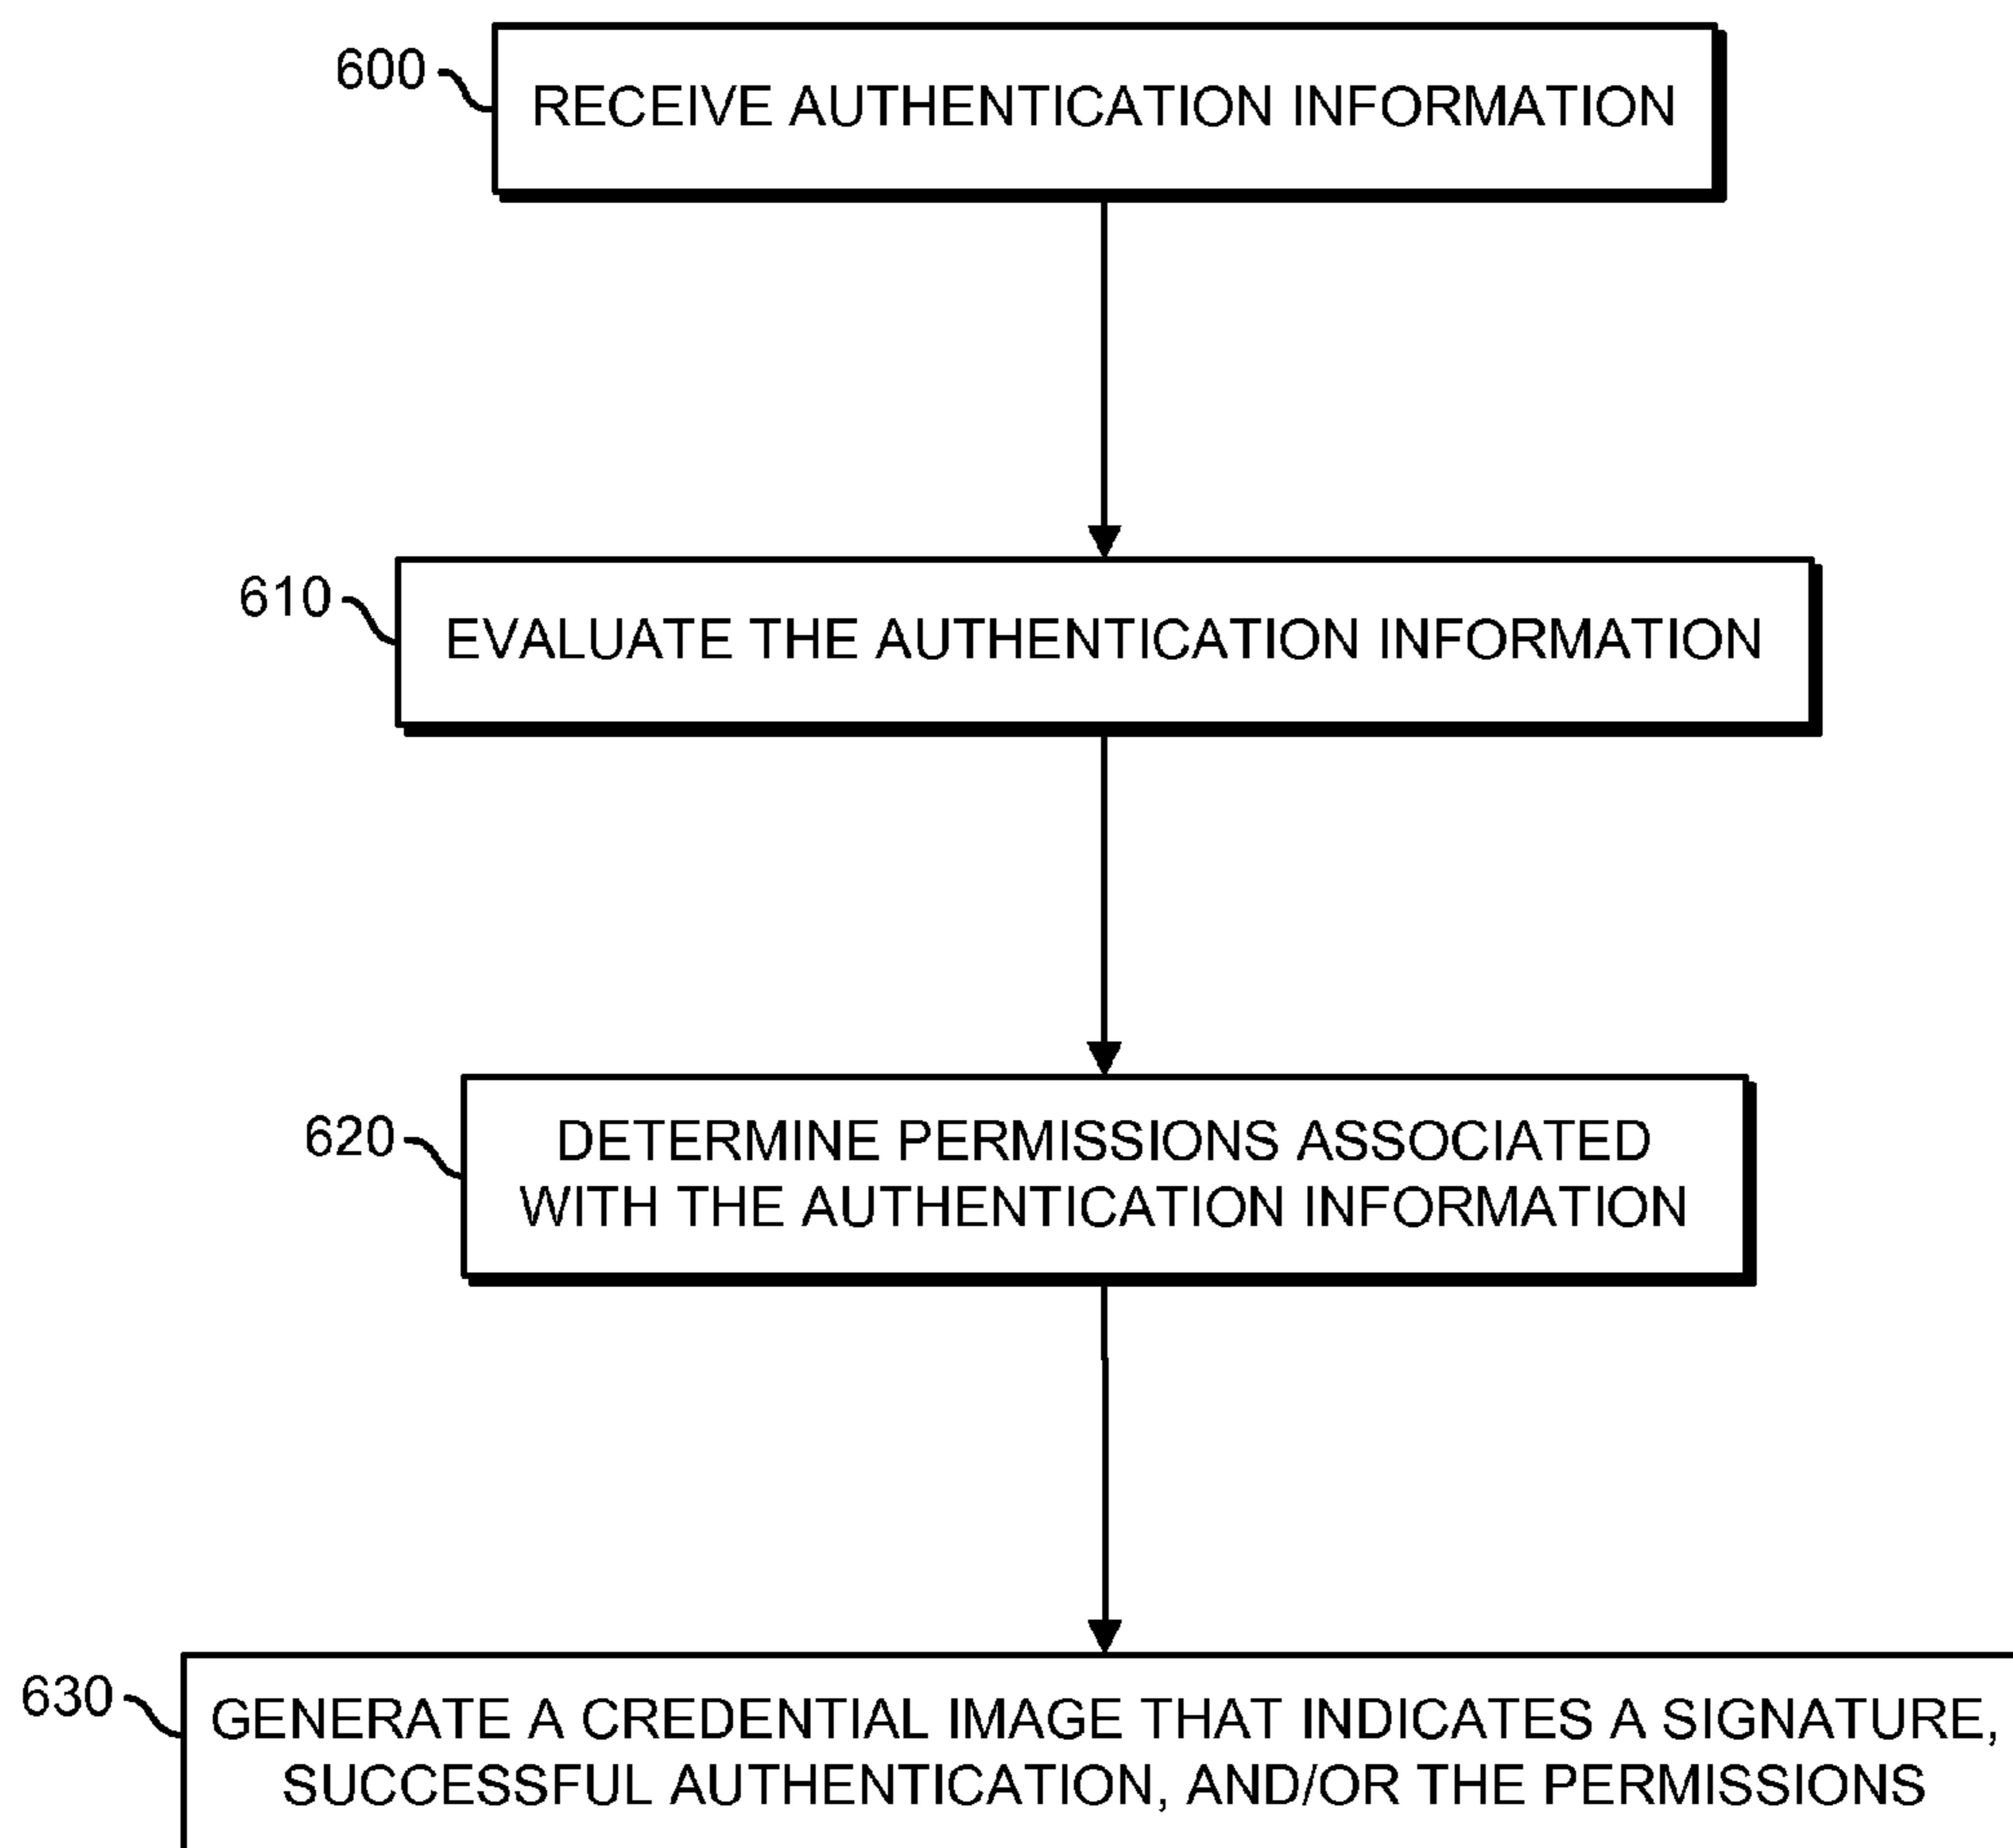 600
RECEIVE AUTHENTICATION INFORMATION
610
EVALUATE THE AUTHENTICATION INFORMATION
620
DETERMINE PERMISSIONS ASSOCIATED
WITH THE AUTHENTICATION INFORMATION
630
GENERATE A CREDENTIAL IMAGE THAT INDICATES A SIGNATURE,
SUCCESSFUL AUTHENTICATION, AND/OR THE PERMISSIONS